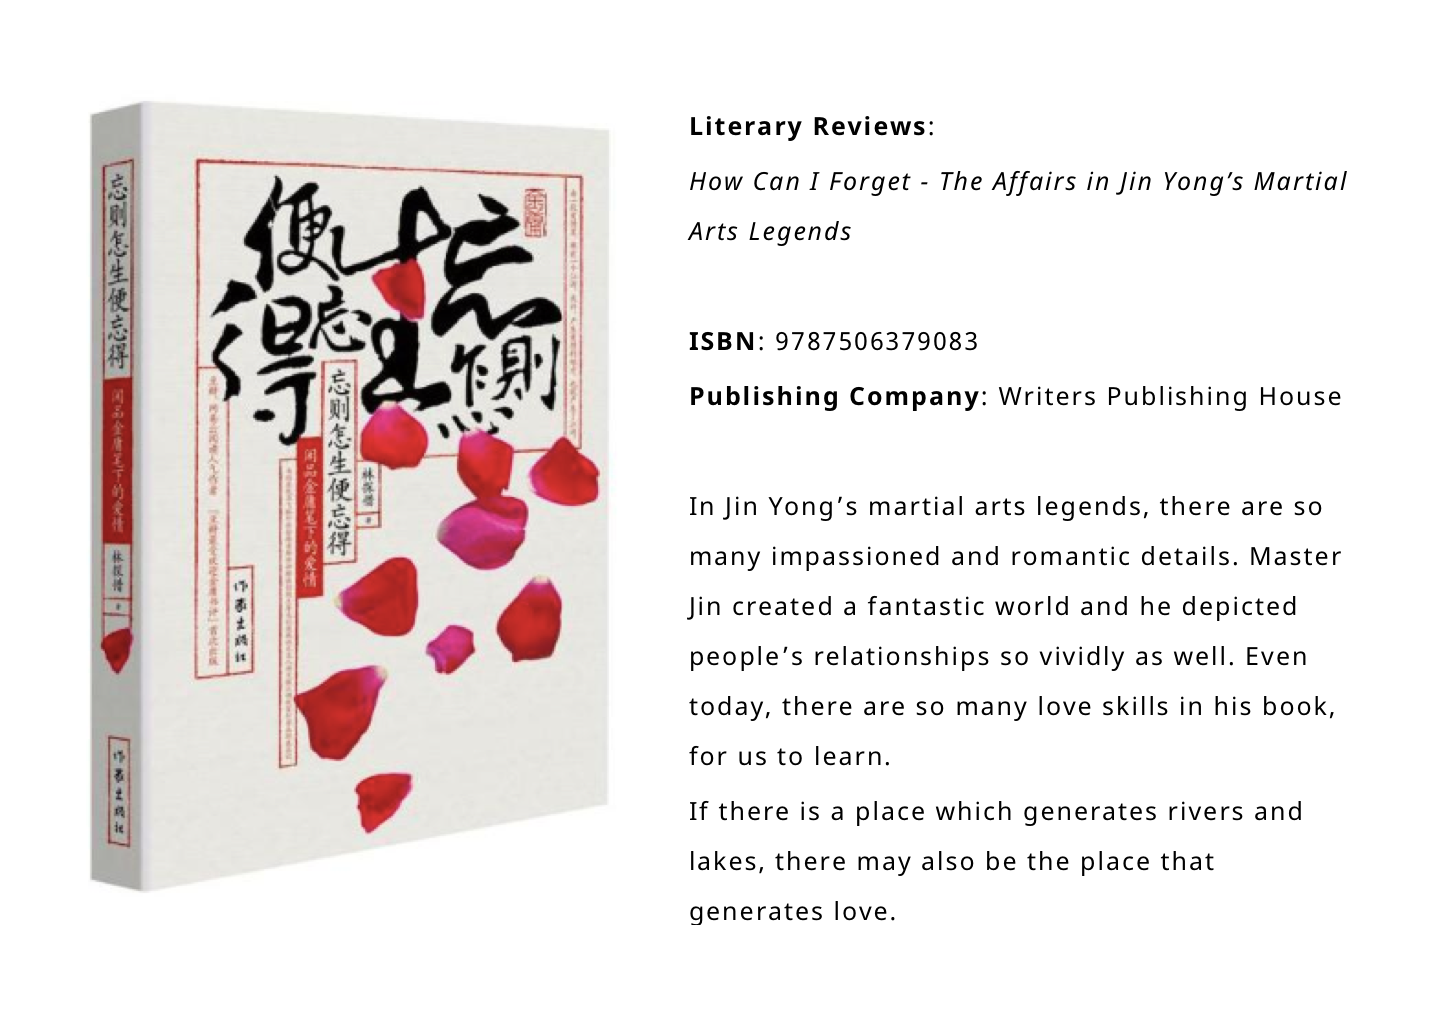 忘则怎生便忘得
闲品金庸笔下的爱情
林探惜
著
作家出版社
忘则怎生便忘得
金庸
忘则怎生便忘得
闲品金庸笔下的爱情
林探惜
著
作家出版社
Literary Reviews:
How Can I Forget - The Affairs in Jin Yong’s Martial
Arts Legends
ISBN: 9787506379083
Publishing Company: Writers Publishing House
In Jin Yong’s martial arts legends, there are so
many impassioned and romantic details. Master
Jin created a fantastic world and he depicted
people’s relationships so vividly as well. Even
today, there are so many love skills in his book,
for us to learn.
If there is a place which generates rivers and
lakes, there may also be the place that
generates love.